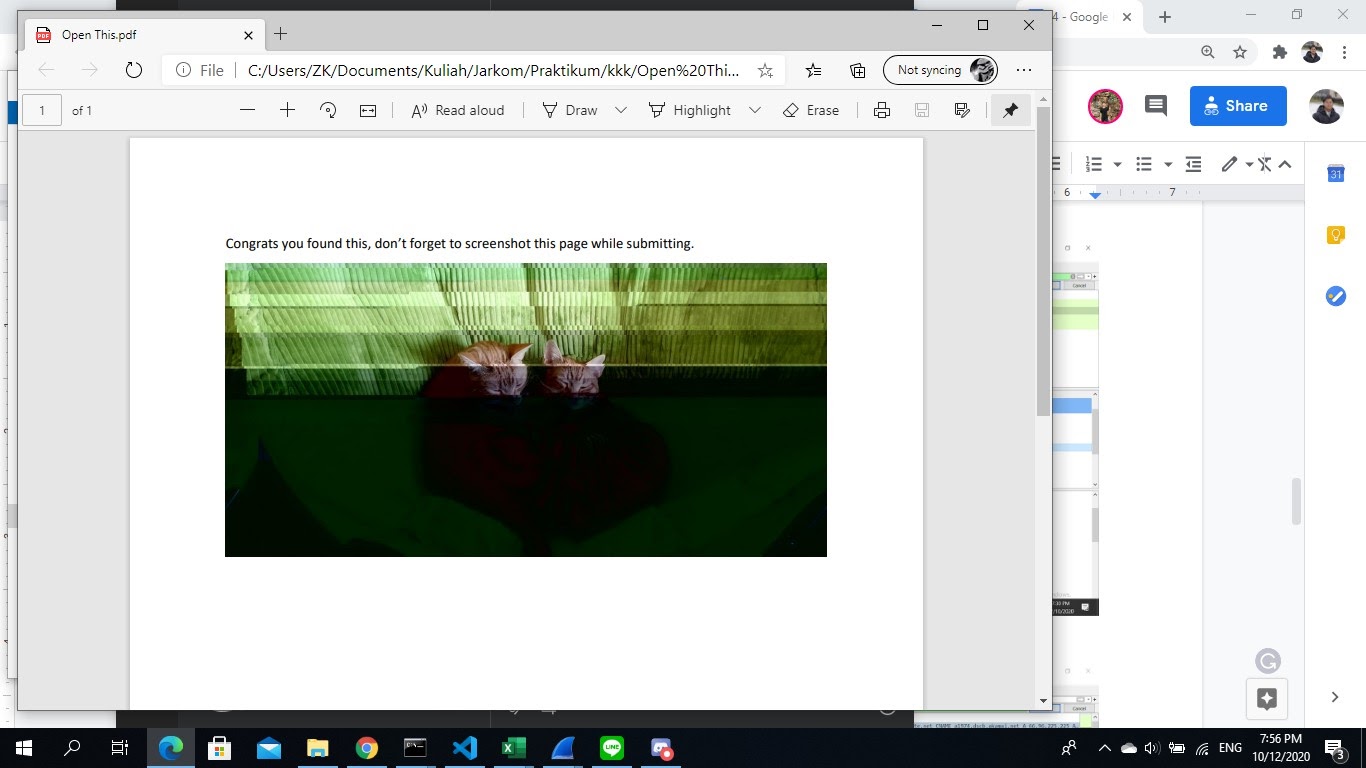 Open This.pdf
4 - Google
File
C:/Users/ZK/Documents/Kuliah/Jarkom/Praktikum/kkk/Open%20Thi...
Not syncing
1
of 1
Read aloud
Draw
Highlight
Erase
Share
31
6
7
Congrats you found this, don’t forget to screenshot this page while submitting.
Cancel
Cancel
ENG
7:56 PM
10/12/2020
3